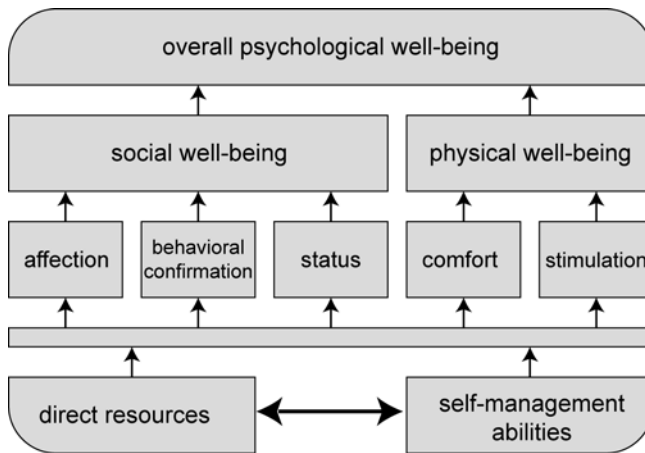 overall psychological well-being
social well-being
physical well-being
affection
behavioral
confirmation
status
comfort
stimulation
direct resources
self-management
abilities